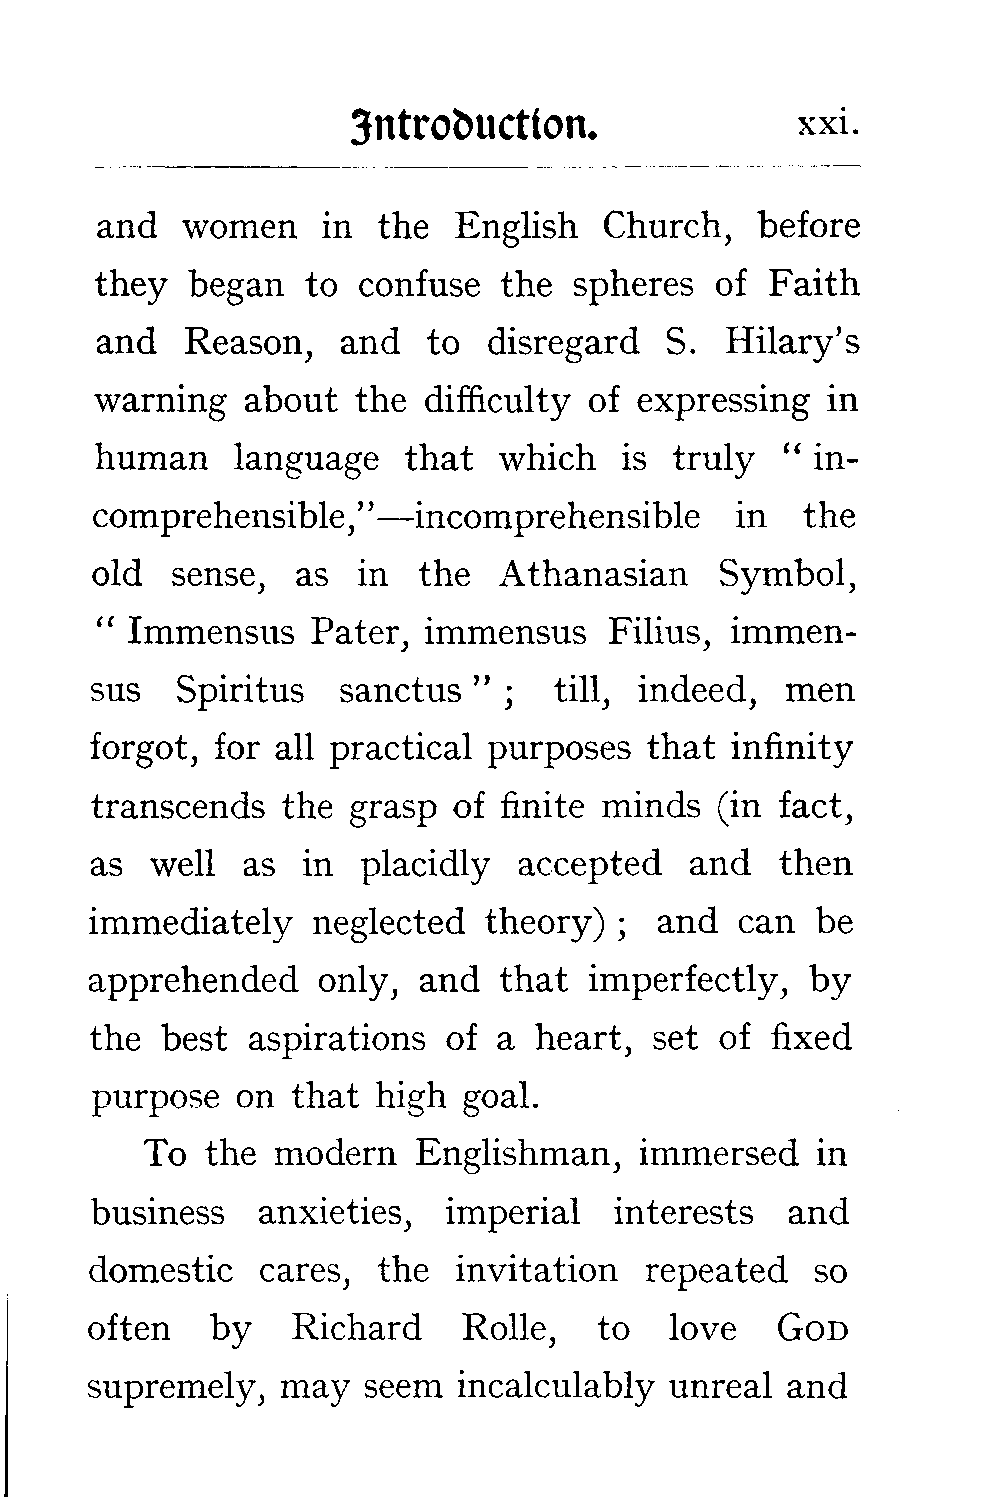 Introduction. xxi.
and women in the English Church, before
they began to confuse the spheres of Faith
and Reason, and to disregard S. Hilary's
warning about the difficulty of expressing in
human language that which is truly “ in-
comprehensible,”—incomprehensible in the
old sense, as in the Athanasian Symbol,
“ Immensus Pater, immensus Filius, immen-
sus Spiritus sanctus ” ; till, indeed, men
forgot, for all practical purposes that infinity
transcends the grasp of finite minds (in fact,
as well as in placidly accepted and then
immediately neglected theory) ; and can be
apprehended only, and that imperfectly, by
the best aspirations of a heart, set of fixed
purpose on that high goal.
To the modern Englishman, immersed in
business anxieties, imperial interests and
domestic cares, the invitation repeated so
often by Richard Rolle, to love GOD
supremely, may seem incalculably unreal and